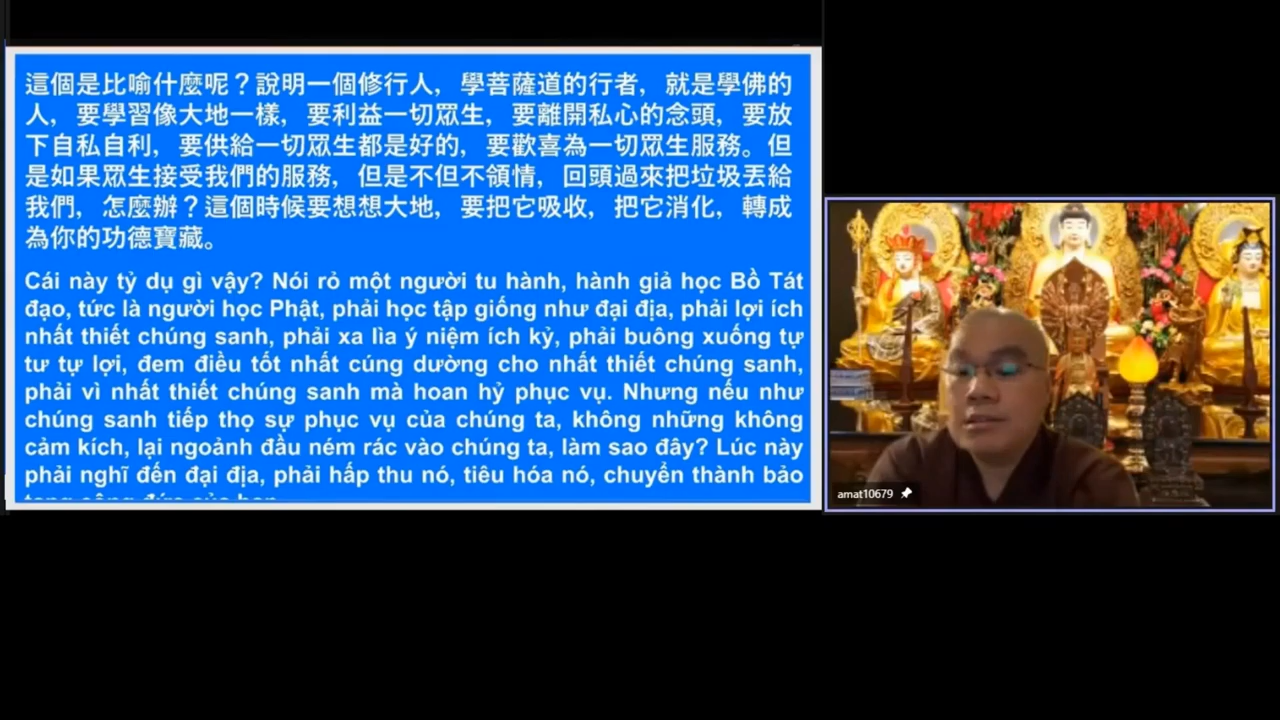 這個是比喻什麼呢？說明一個修行人，學菩薩道的行者，就是學佛的
人，要學習像大地一樣，要利益一切眾生，要離開私心的念頭，要放
下自私自利，要供給一切眾生都是好的，要歡喜為一切眾生服務。但
是如果眾生接受我們的服務，但是不但不領情，回頭過來把垃圾丟給
我們，怎麼辦？這個時候要想想大地，要把它吸收，把它消化，轉成
為你的功德寶藏。
Cái này tỷ dụ gì vậy? Nói rỏ một người tu hành, hành giả học Bồ Tát
đạo, tức là người học Phật, phải học tập giống như đại địa, phải lợi ích
nhất thiết chúng sanh, phải xa lìa ý niệm ích kỷ, phải buông xuống tự
tư tự lợi, đem điều tốt nhất cúng dường cho nhất thiết chúng sanh,
phải vì nhất thiết chúng sanh mà hoan hỷ phục vụ. Nhưng nếu như
chúng sanh tiếp thọ sự phục vụ của chúng ta, không những không
cảm kích, lại ngoảnh đầu ném rác vào chúng ta, làm sao đây? Lúc này
phải nghĩ đến đại địa, phải hấp thu nó, tiêu hóa nó, chuyển thành bảo
amat10679